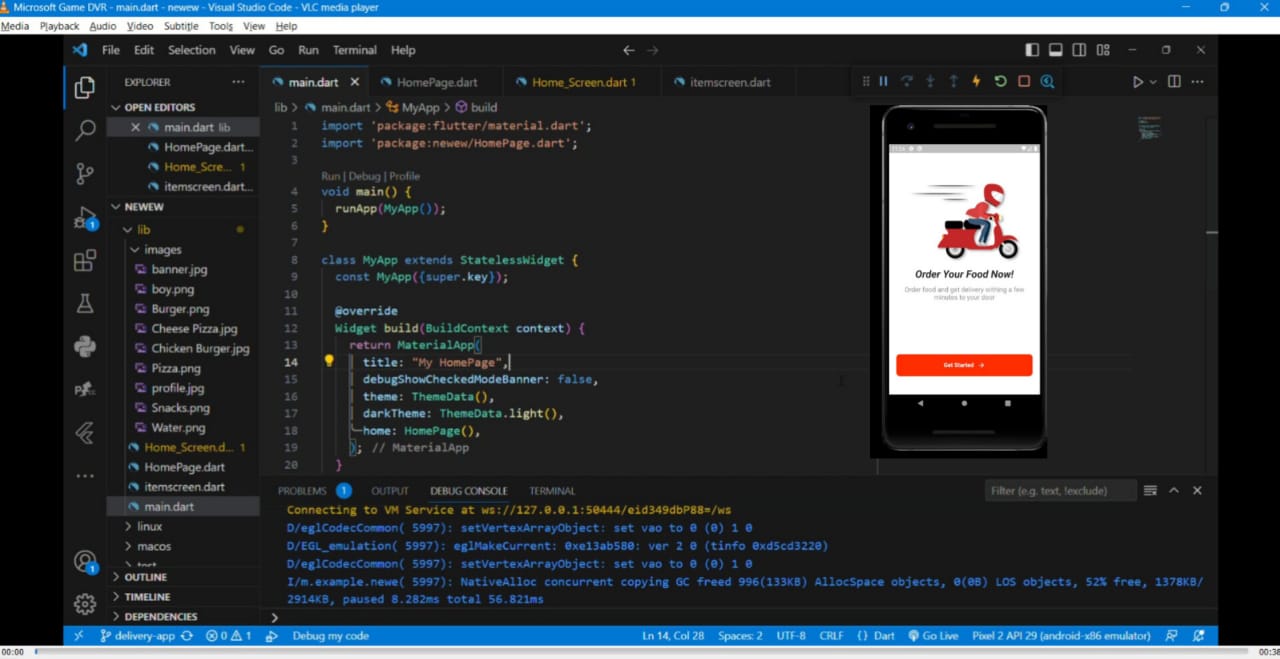 Microsoft Game DVR - main.dart - newew - Visual Studio Code - VLC media player
Media Playback Audio Video Subtitle Tools View Help
File Edit Selection View Go Run Terminal Help
EXPLORER
OPEN EDITORS
main.dart lib
HomePage.dart...
Home_Scre... 1
itemscreen.dart...
NEWEW
lib
images
banner.jpg
boy.png
Burger.png
Cheese Pizza.jpg
Chicken Burger.jpg
Pizza.png
profile.jpg
Snacks.png
Water.png
Home_Screen.d... 1
HomePage.dart
itemscreen.dart
main.dart
linux
macos
test
OUTLINE
TIMELINE
DEPENDENCIES
1
1
main.dart HomePage.dart Home_Screen.dart 1 itemscreen.dart
lib > main.dart > MyApp > build
1 import 'package:flutter/material.dart';
2 import 'package:newew/HomePage.dart';
3
Run | Debug | Profile
4 void main() {
5 runApp(MyApp());
6 }
7
8 class MyApp extends StatelessWidget {
9 const MyApp({super.key});
10
11 @override
12 Widget build(BuildContext context) {
13 return MaterialApp(
14 title: "My HomePage",
15 debugShowCheckedModeBanner: false,
16 theme: ThemeData(),
17 darkTheme: ThemeData.light(),
18 home: HomePage(),
19 ); // MaterialApp
20 }
Order Your Food Now!
Order food and get delivery withing a few
minutes to your door
Get Started →
PROBLEMS 1 OUTPUT DEBUG CONSOLE TERMINAL Filter (e.g. text, !exclude)
Connecting to VM Service at ws://127.0.0.1:50444/eid349dbP88=/ws
D/eglCodecCommon( 5997): setVertexArrayObject: set vao to 0 (0) 1 0
D/EGL_emulation( 5997): eglMakeCurrent: 0xe13ab580: ver 2 0 (tinfo 0xd5cd3220)
D/eglCodecCommon( 5997): setVertexArrayObject: set vao to 0 (0) 1 0
I/m.example.newe( 5997): NativeAlloc concurrent copying GC freed 996(133KB) AllocSpace objects, 0(0B) LOS objects, 52% free, 1378KB/
2914KB, paused 8.282ms total 56.821ms
>
delivery-app 0 1 Debug my code Ln 14, Col 28 Spaces: 2 UTF-8 CRLF {} Dart Go Live Pixel 2 API 29 (android-x86 emulator)
00:00 00:38